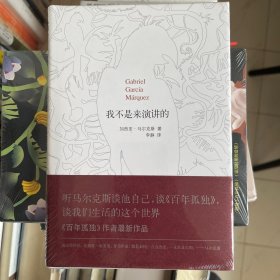 Gabriel
García
Márquez
我不是来演讲的
加西亚·马尔克斯 著
李静 译
听马尔克斯谈他自己，谈《百年孤独》，
谈我们生活的这个世界
《百年孤独》作者最新作品